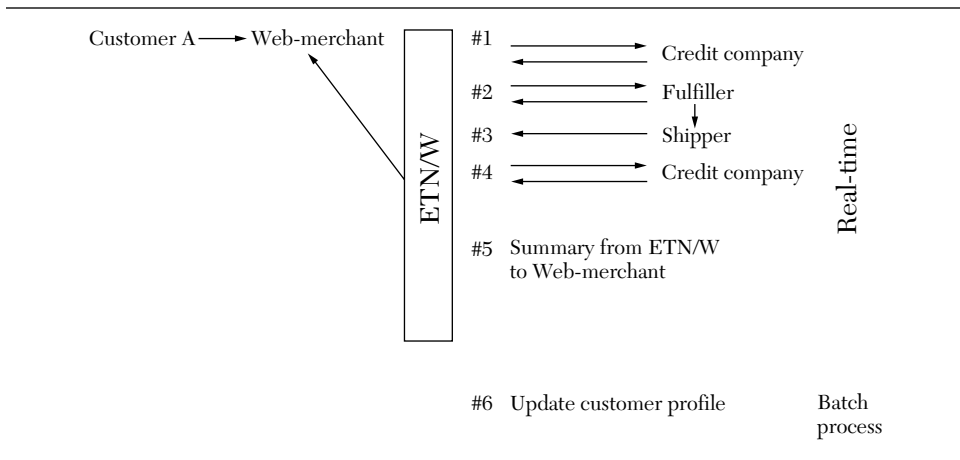 Customer A Web-merchant
ETN/W
#1 Credit company
#2 Fulfiller
#3 Shipper
#4 Credit company
Real-time
#5 Summary from ETN/W
to Web-merchant
#6 Update customer profile Batch
process